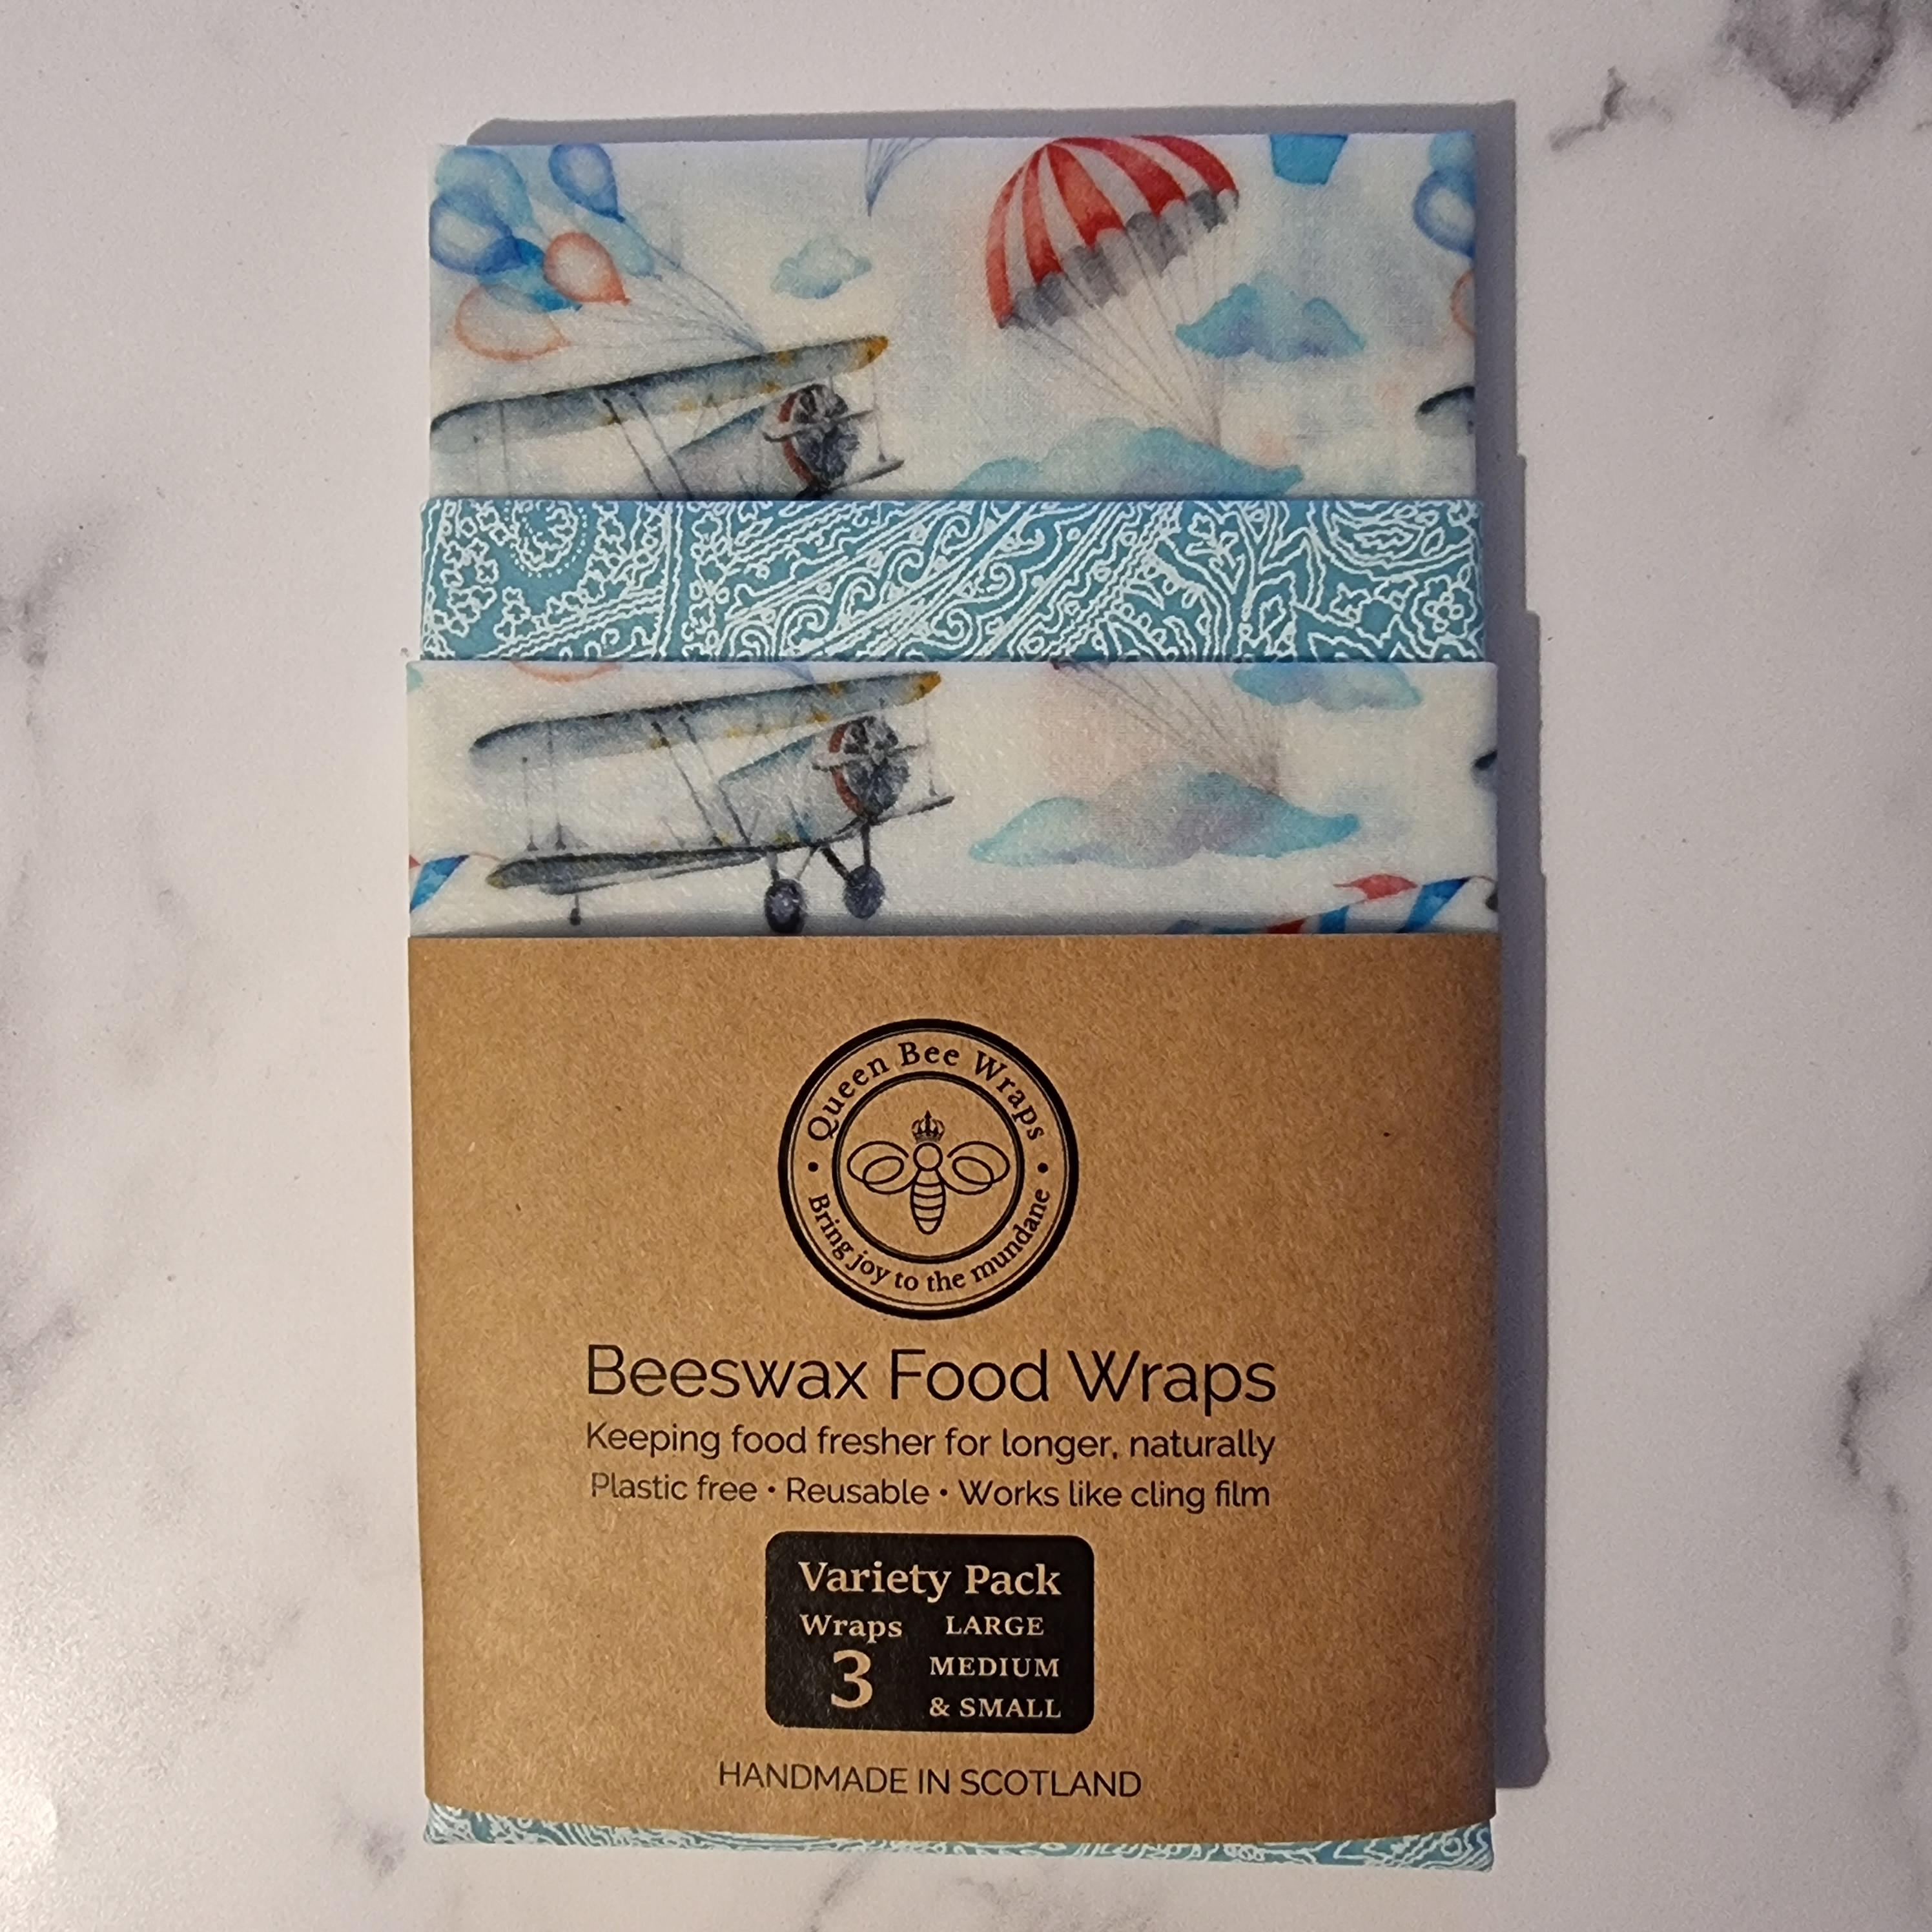 Queen Bee Wraps
Bring joy to the mundane
Beeswax Food Wraps
Keeping food fresher for longer, naturally
Plastic free • Reusable • Works like cling film
Variety Pack
Wraps
3
LARGE
MEDIUM
& SMALL
HANDMADE IN SCOTLAND